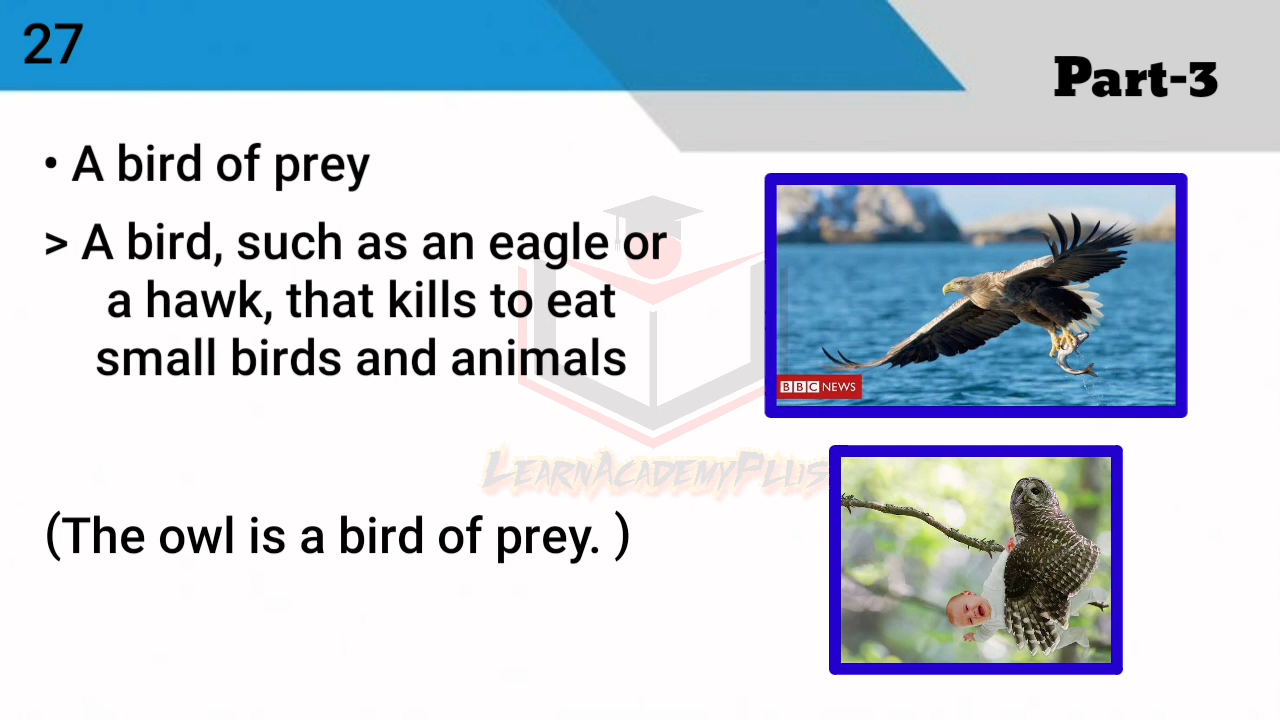 27
Part-3
• A bird of prey
> A bird, such as an eagle or
a hawk, that kills to eat
small birds and animals
BBC NEWS
LearnAcademyPlus
(The owl is a bird of prey. )